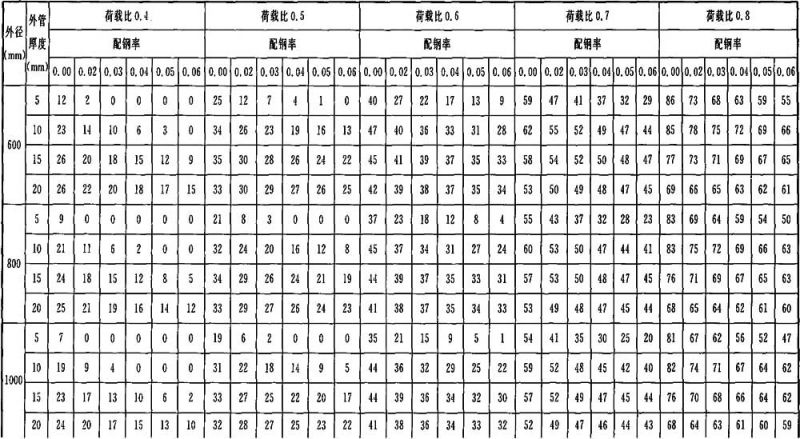 外径(mm) 外管厚度(mm) 荷载比0.4 荷载比0.5 荷载比0.6 荷载比0.7 荷载比0.8
配钢率 配钢率 配钢率 配钢率 配钢率
0.00 0.02 0.03 0.04 0.05 0.06 0.00 0.02 0.03 0.04 0.05 0.06 0.00 0.02 0.03 0.04 0.05 0.06 0.00 0.02 0.03 0.04 0.05 0.06 0.00 0.02 0.03 0.04 0.05 0.06
600 5 12 2 0 0 0 0 25 12 7 4 1 0 40 27 22 17 13 9 59 47 41 37 32 29 86 73 68 63 59 55
10 23 14 10 6 3 0 34 26 23 19 16 13 47 40 36 33 31 28 62 55 52 49 47 44 85 78 75 72 69 66
15 26 20 18 15 12 9 35 30 28 26 24 22 45 41 39 37 35 33 58 54 52 50 48 47 77 73 71 69 67 65
20 26 22 20 18 17 15 33 30 29 27 26 25 42 39 38 37 35 34 53 50 49 48 47 45 69 66 65 63 62 61
800 5 9 0 0 0 0 0 21 8 3 0 0 0 37 23 18 12 8 4 55 43 37 32 28 23 83 69 64 59 54 50
10 21 11 6 2 0 0 32 24 20 16 12 8 45 37 34 31 27 24 60 53 50 47 44 41 83 75 72 69 66 63
15 24 18 15 12 8 5 34 29 26 24 21 19 44 39 37 35 33 31 57 53 50 48 47 45 76 71 69 67 65 63
20 25 21 19 16 14 12 33 29 27 26 24 23 41 38 37 35 34 33 53 49 48 47 45 44 68 65 64 62 61 60
1000 5 7 0 0 0 0 0 19 6 2 0 0 0 35 21 15 9 5 1 54 41 35 30 25 20 81 67 62 56 52 47
10 19 9 4 0 0 0 31 22 18 14 9 5 44 36 32 29 25 22 59 52 48 45 42 40 82 74 71 67 64 62
15 23 17 13 10 6 2 33 27 25 22 20 17 44 39 36 34 32 30 57 52 49 47 45 44 76 70 68 66 64 62
20 24 20 17 15 13 10 32 28 27 25 23 22 41 38 36 34 33 32 52 49 47 46 44 43 68 64 63 61 60 59